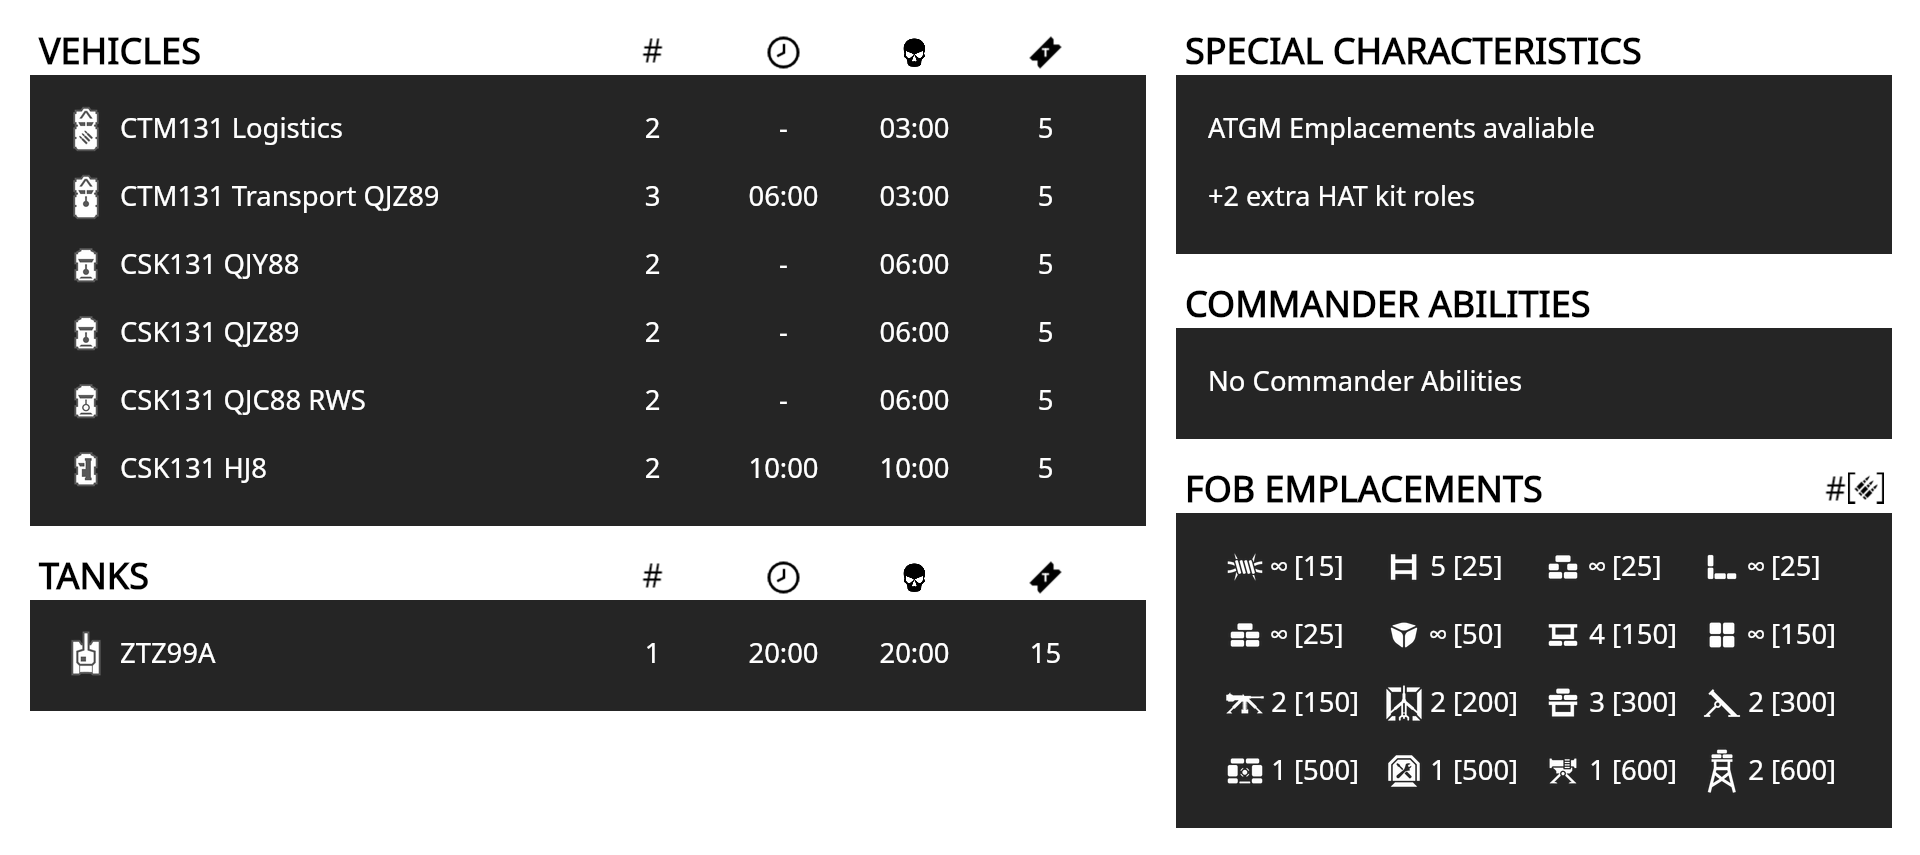 VEHICLES #
CTM131 Logistics 2 - 03:00 5
CTM131 Transport QJZ89 3 06:00 03:00 5
CSK131 QJY88 2 - 06:00 5
CSK131 QJZ89 2 - 06:00 5
CSK131 QJC88 RWS 2 - 06:00 5
CSK131 HJ8 2 10:00 10:00 5
TANKS #
ZTZ99A 1 20:00 20:00 15
SPECIAL CHARACTERISTICS
ATGM Emplacements avaliable
+2 extra HAT kit roles
COMMANDER ABILITIES
No Commander Abilities
FOB EMPLACEMENTS #[]
∞ [15] 5 [25] ∞ [25] ∞ [25]
∞ [25] ∞ [50] 4 [150] ∞ [150]
2 [150] 2 [200] 3 [300] 2 [300]
1 [500] 1 [500] 1 [600] 2 [600]